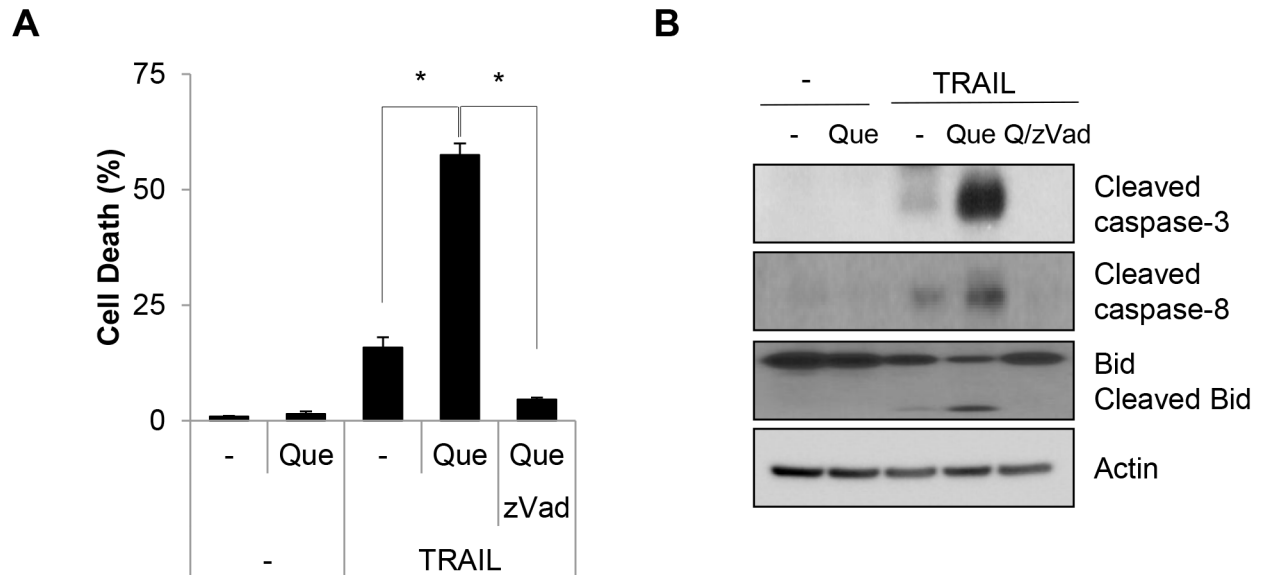 A
Cell Death (%)
75
50
25
0
* *
- Que - Que Que
zVad
- TRAIL
B
- TRAIL
- Que - Que Q/zVad
Cleaved
caspase-3
Cleaved
caspase-8
Bid
Cleaved Bid
Actin